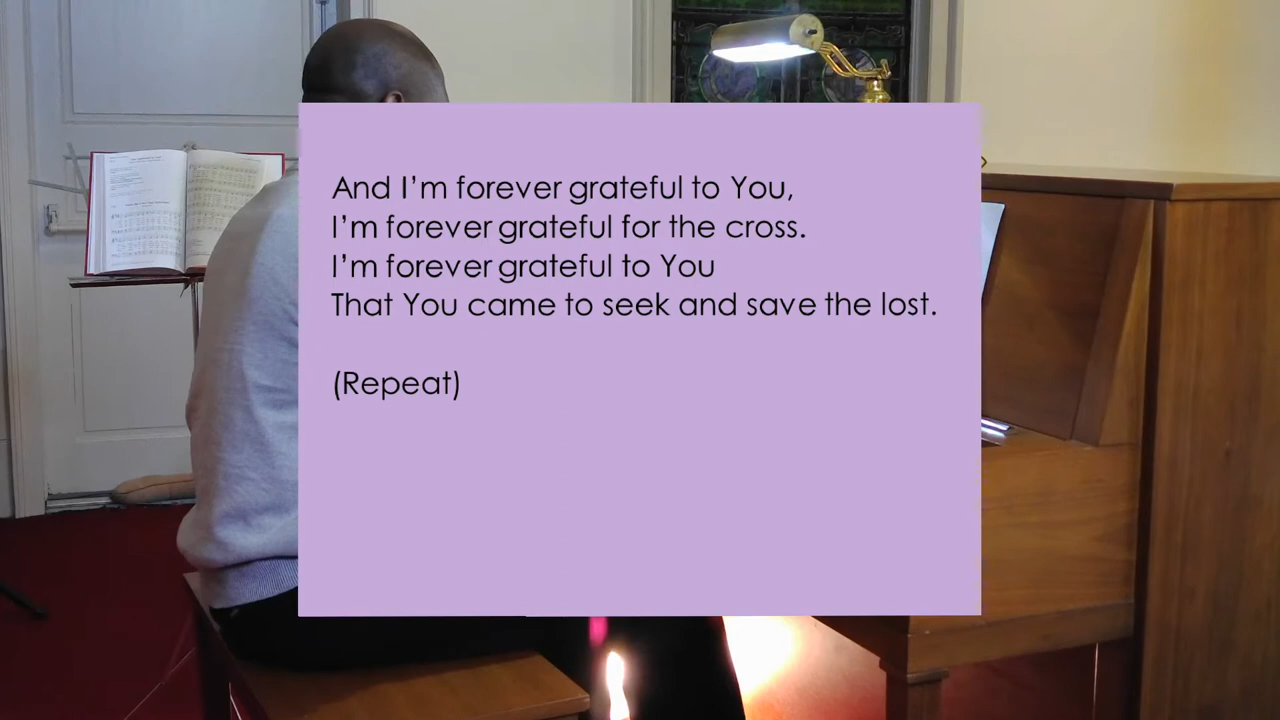 And I'm forever grateful to You,
I'm forever grateful for the cross.
I'm forever grateful to You
That You came to seek and save the lost.
(Repeat)